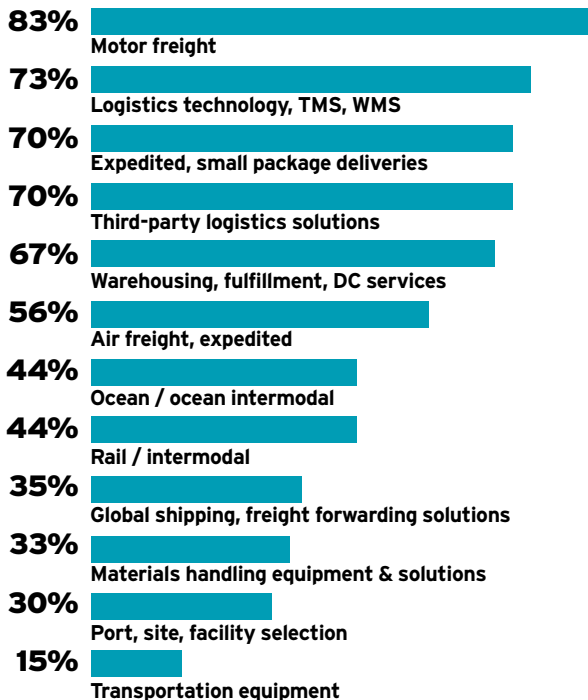 83%
Motor freight
73%
Logistics technology, TMS, WMS
70%
Expedited, small package deliveries
70%
Third-party logistics solutions
67%
Warehousing, fulfillment, DC services
56%
Air freight, expedited
44%
Ocean / ocean intermodal
44%
Rail / intermodal
35%
Global shipping, freight forwarding solutions
33%
Materials handling equipment & solutions
30%
Port, site, facility selection
15%
Transportation equipment